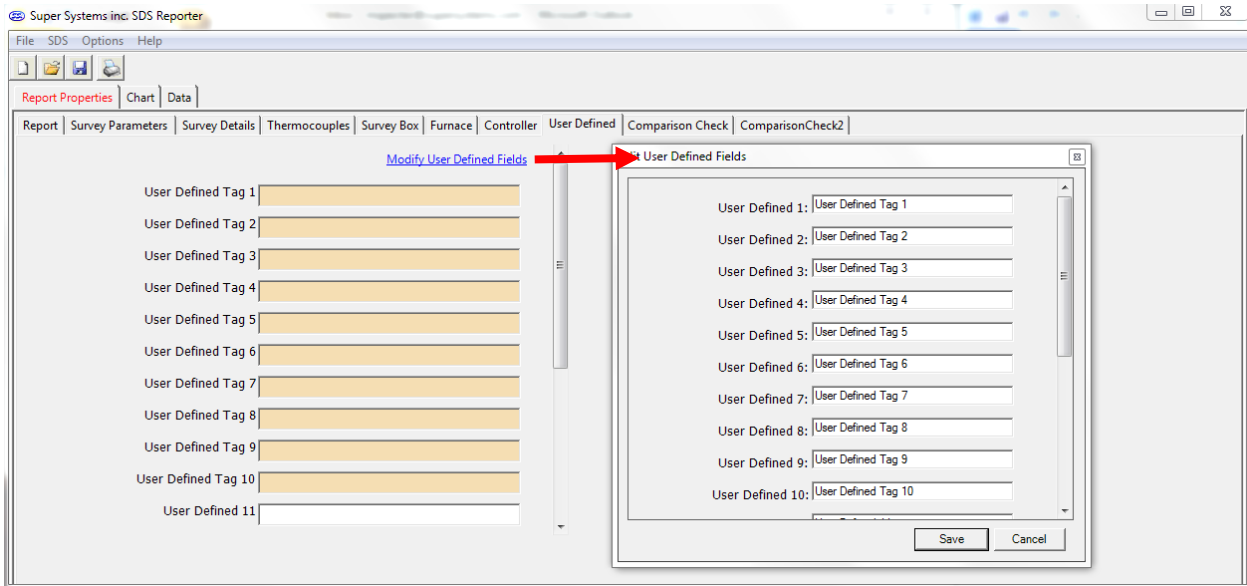 Super Systems inc. SDS Reporter
File SDS Options Help
Report Properties Chart Data
Report Survey Parameters Survey Details Thermocouples Survey Box Furnace Controller User Defined Comparison Check ComparisonCheck2
Modify User Defined Fields
User Defined Tag 1
User Defined Tag 2
User Defined Tag 3
User Defined Tag 4
User Defined Tag 5
User Defined Tag 6
User Defined Tag 7
User Defined Tag 8
User Defined Tag 9
User Defined Tag 10
User Defined 11
it User Defined Fields
User Defined 1: User Defined Tag 1
User Defined 2: User Defined Tag 2
User Defined 3: User Defined Tag 3
User Defined 4: User Defined Tag 4
User Defined 5: User Defined Tag 5
User Defined 6: User Defined Tag 6
User Defined 7: User Defined Tag 7
User Defined 8: User Defined Tag 8
User Defined 9: User Defined Tag 9
User Defined 10: User Defined Tag 10
Save Cancel